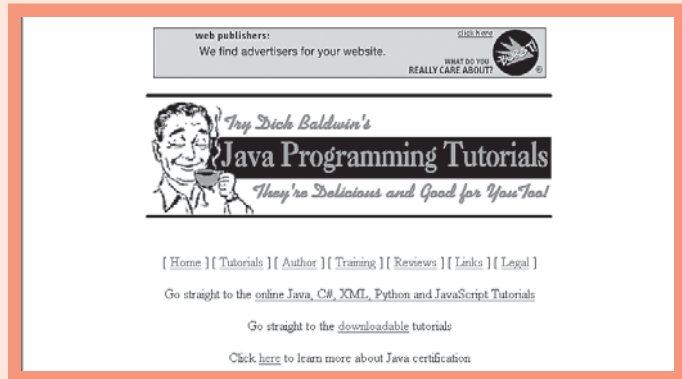 web publishers:
click here
We find advertisers for your website.
WHAT DO YOU
REALLY CARE ABOUT?
BURST!
®
Try Dick Baldwin's
Java Programming Tutorials
They're Delicious and Good for You Too!
[ Home ] [ Tutorials ] [ Author ] [ Training ] [ Reviews ] [ Links ] [ Legal ]
Go straight to the online Java, C#, XML, Python and JavaScript Tutorials
Go straight to the downloadable tutorials
Click here to learn more about Java certification